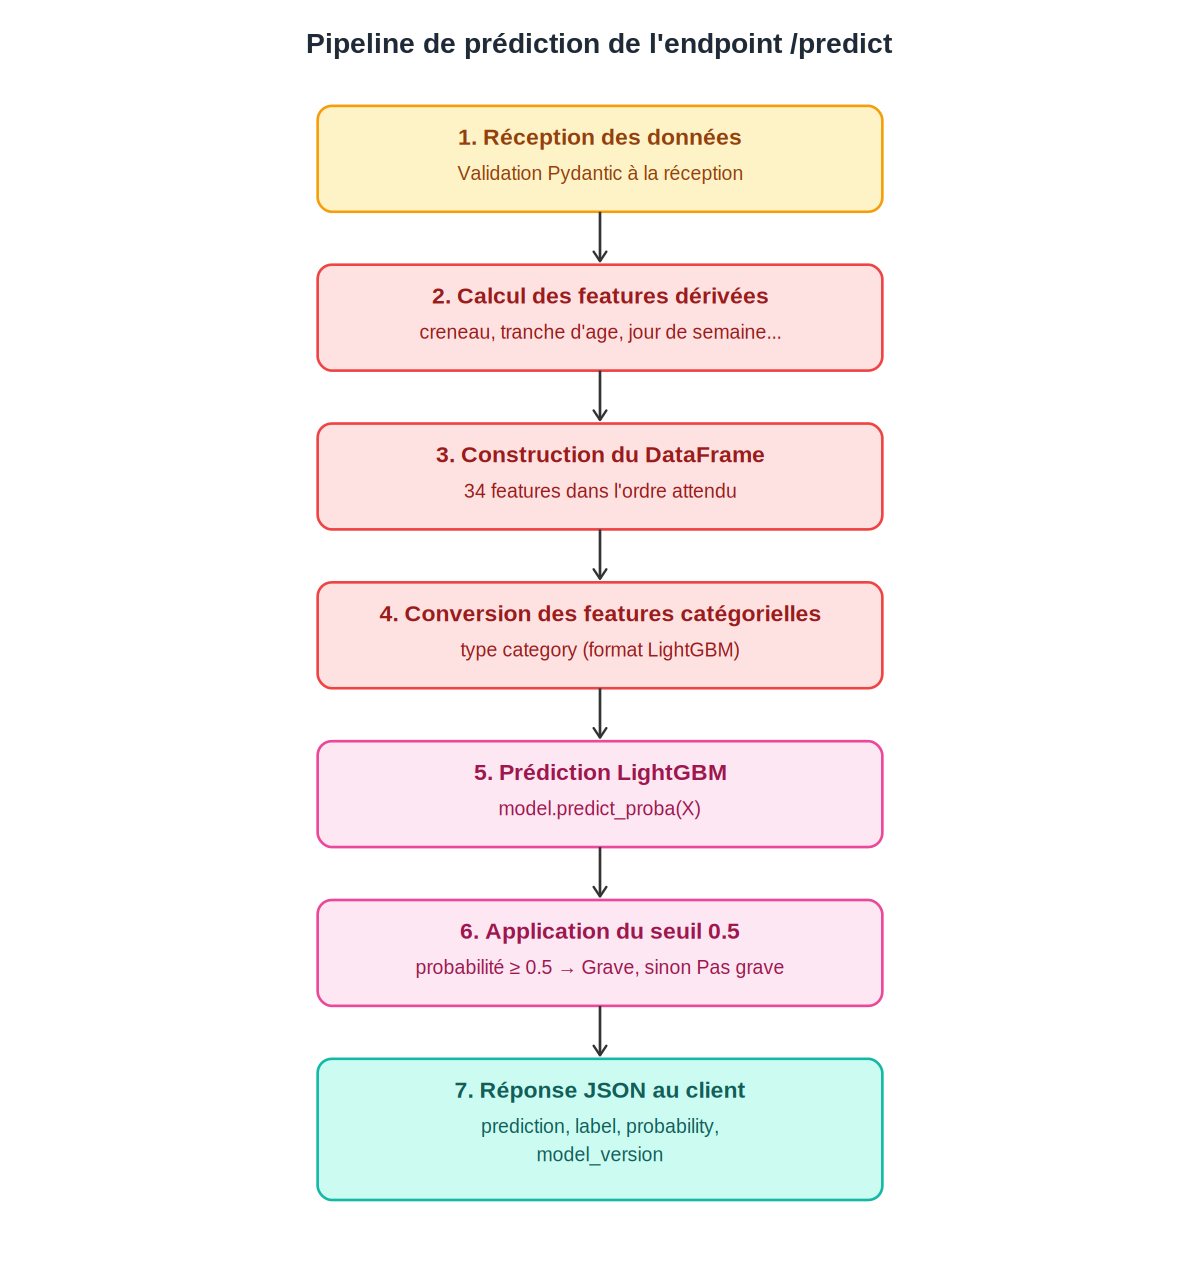 Pipeline de prédiction de l'endpoint /predict
1. Réception des données
Validation Pydantic à la réception
2. Calcul des features dérivées
creneau, tranche d'age, jour de semaine...
3. Construction du DataFrame
34 features dans l'ordre attendu
4. Conversion des features catégorielles
type category (format LightGBM)
5. Prédiction LightGBM
model.predict_proba(X)
6. Application du seuil 0.5
probabilité ≥ 0.5 → Grave, sinon Pas grave
7. Réponse JSON au client
prediction, label, probability,
model_version